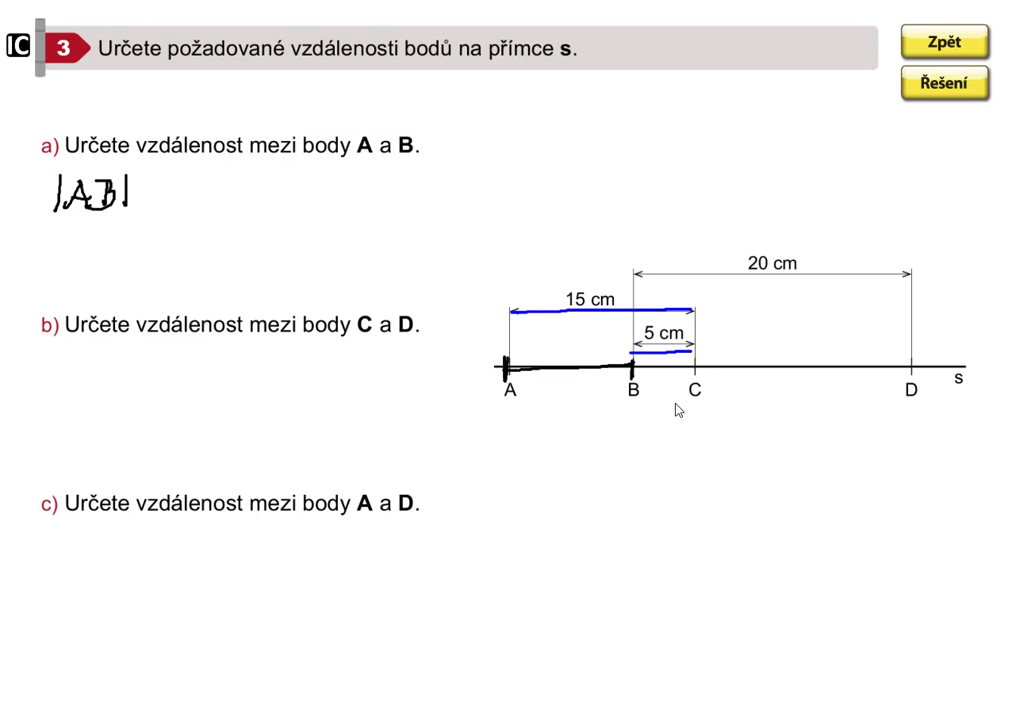 IC
3 Určete požadované vzdálenosti bodů na přímce s.
Zpět
Řešení
a) Určete vzdálenost mezi body A a B.
|AB|
20 cm
15 cm
b) Určete vzdálenost mezi body C a D.
5 cm
A B C D s
c) Určete vzdálenost mezi body A a D.